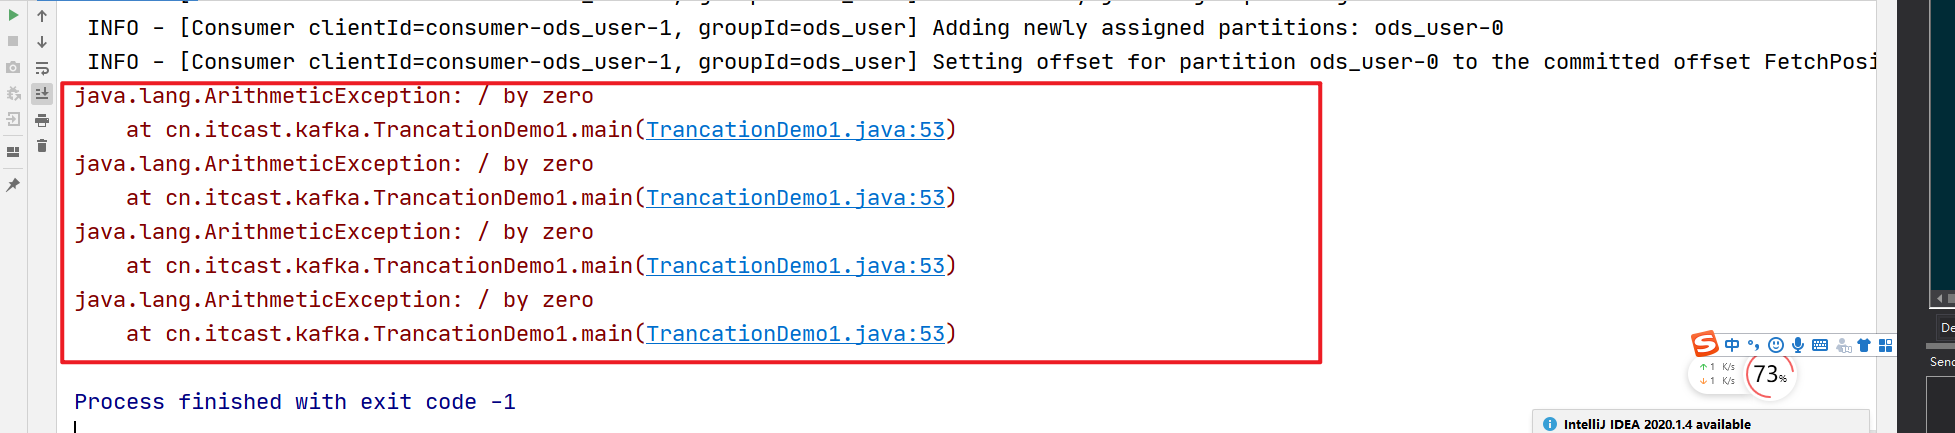 INFO - [Consumer clientId=consumer-ods_user-1, groupId=ods_user] Adding newly assigned partitions: ods_user-0
INFO - [Consumer clientId=consumer-ods_user-1, groupId=ods_user] Setting offset for partition ods_user-0 to the committed offset FetchPosi
java.lang.ArithmeticException: / by zero
at cn.itcast.kafka.TrancationDemo1.main(TrancationDemo1.java:53)
java.lang.ArithmeticException: / by zero
at cn.itcast.kafka.TrancationDemo1.main(TrancationDemo1.java:53)
java.lang.ArithmeticException: / by zero
at cn.itcast.kafka.TrancationDemo1.main(TrancationDemo1.java:53)
java.lang.ArithmeticException: / by zero
at cn.itcast.kafka.TrancationDemo1.main(TrancationDemo1.java:53)
Process finished with exit code -1
S 中
↑ 1 K/s
↓ 1 K/s
73%
De
Send
IntelliJ IDEA 2020.1.4 available